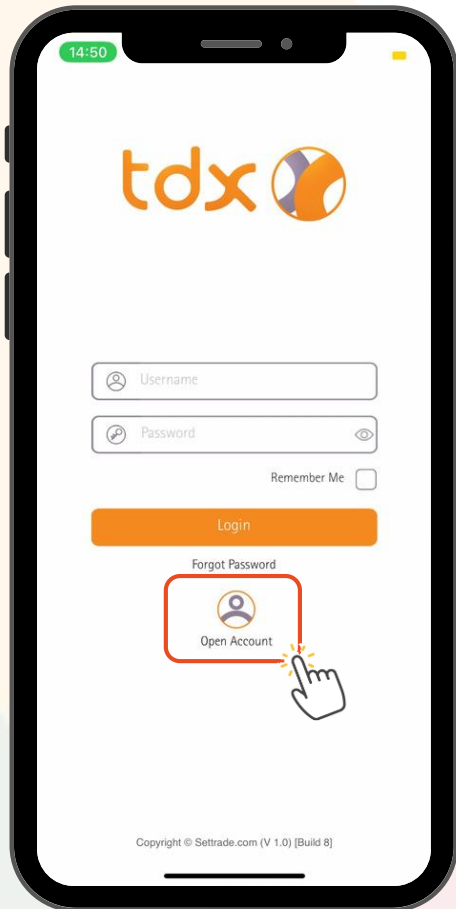 14:50
tdx
Username
Password
Remember Me
Login
Forgot Password
Open Account
Copyright © Settrade.com (V 1.0) [Build 8]